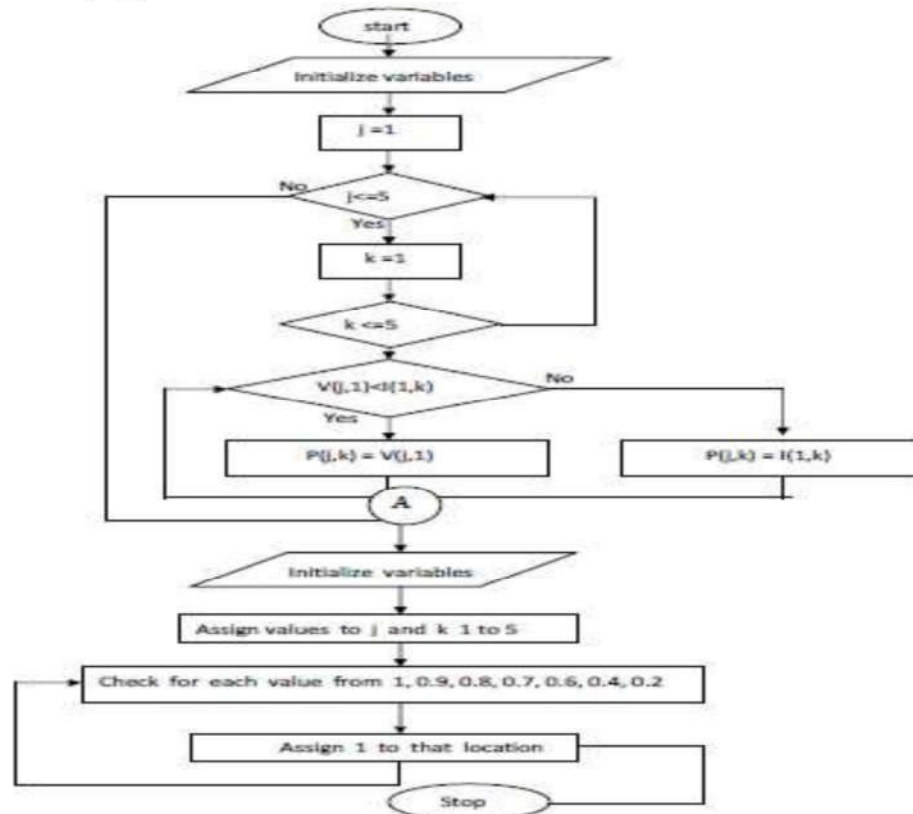 start
Initialize variables
j =1
No
j<=5
Yes
k =1
k <=5
V(j,1)<I(1,k)
No
Yes
P(j,k) = V(j,1)
P(j,k) = I(1,k)
A
Initialize variables
Assign values to j and k 1 to 5
Check for each value from 1, 0.9, 0.8, 0.7, 0.6, 0.4, 0.2
Assign 1 to that location
Stop